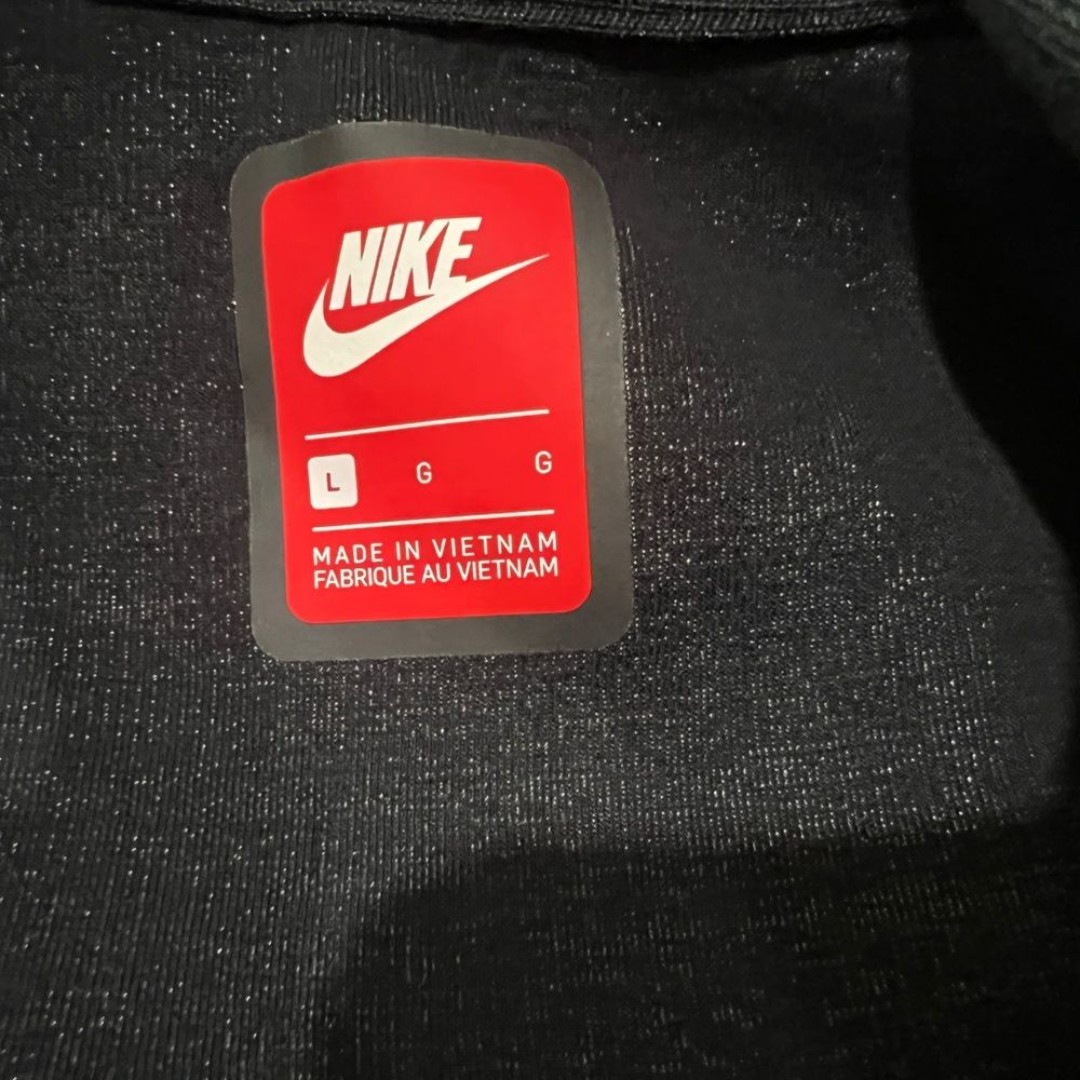 NIKE
L G G
MADE IN VIETNAM
FABRIQUE AU VIETNAM